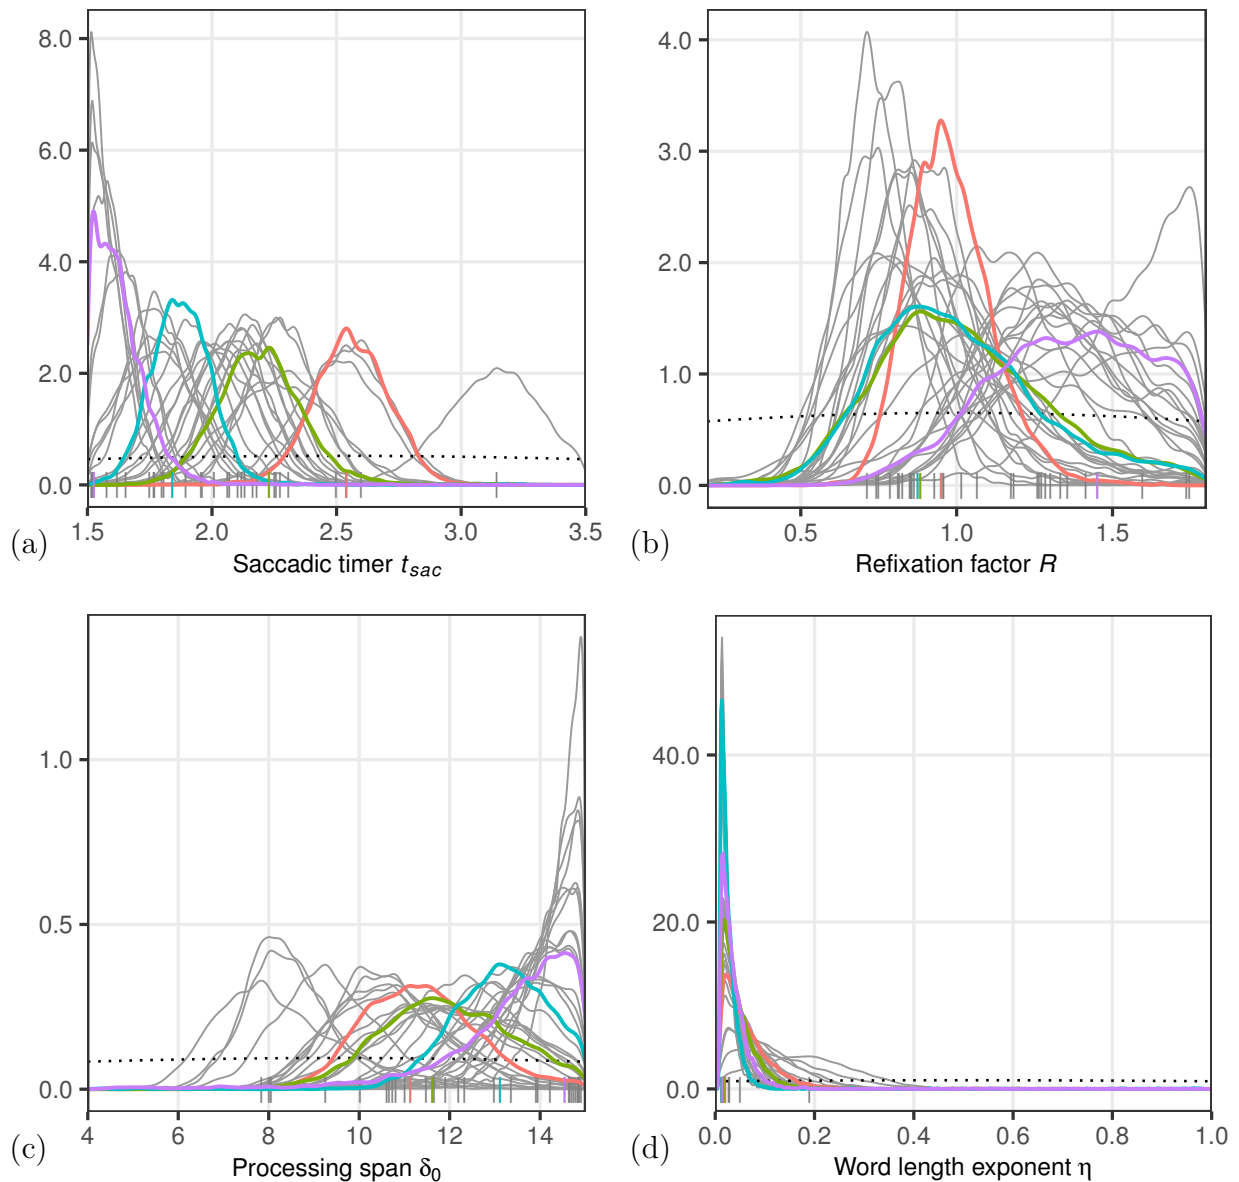 8.0
6.0
4.0
2.0
0.0
1.5 2.0 2.5 3.0 3.5
(a)
Saccadic timer t_sac
4.0
3.0
2.0
1.0
0.0
0.5 1.0 1.5
(b)
Refixation factor R
1.0
0.5
0.0
4 6 8 10 12 14
(c)
Processing span δ₀
40.0
20.0
0.0
0.0 0.2 0.4 0.6 0.8 1.0
(d)
Word length exponent η